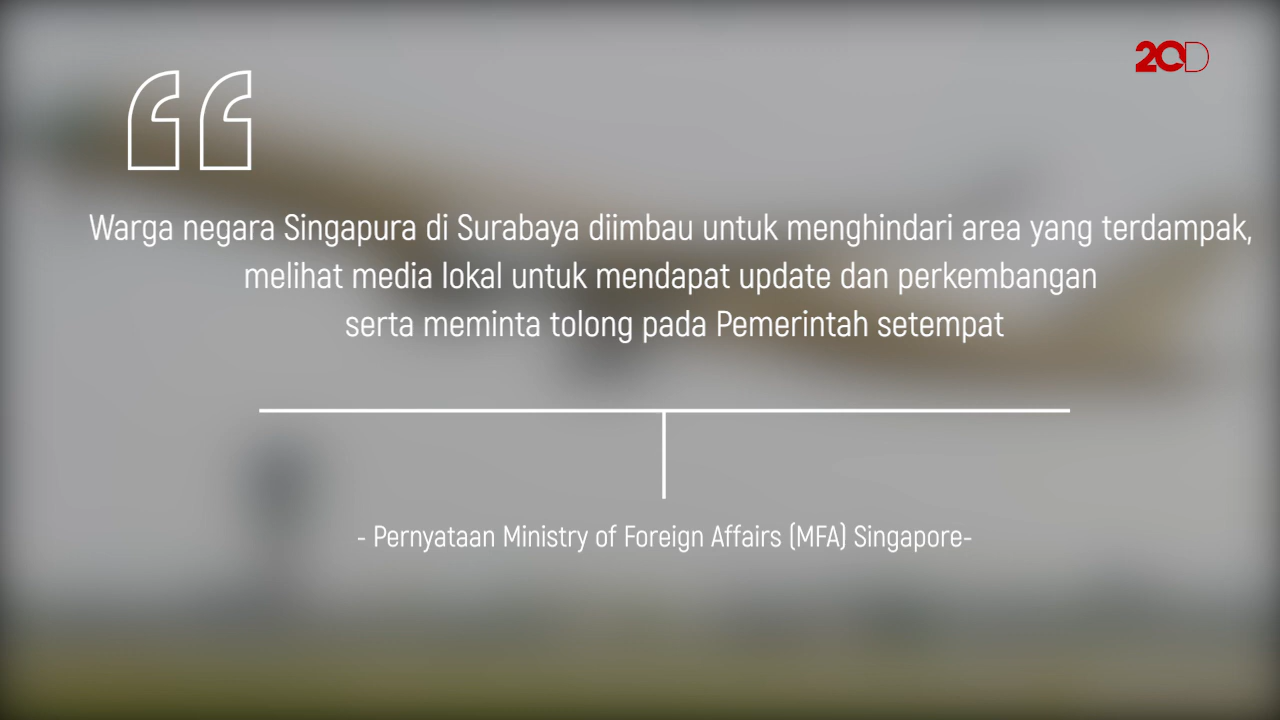 20D
Warga negara Singapura di Surabaya diimbau untuk menghindari area yang terdampak,
melihat media lokal untuk mendapat update dan perkembangan
serta meminta tolong pada Pemerintah setempat
- Pernyataan Ministry of Foreign Affairs (MFA) Singapore-